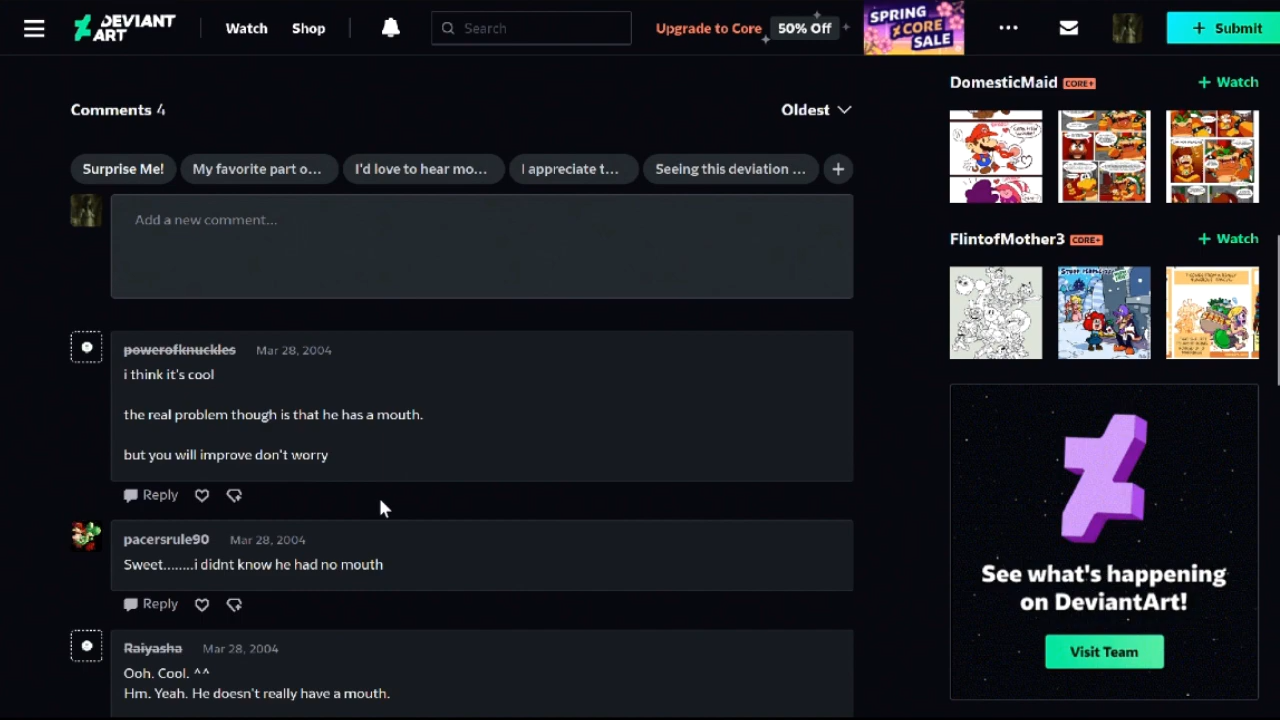 DEVIANT
ART
Watch
Shop
Search
Upgrade to Core
50% Off
SPRING
CORE
SALE
Submit
Comments 4
Oldest
Surprise Me!
My favorite part o...
I'd love to hear mo...
I appreciate t...
Seeing this deviation ...
Add a new comment...
powerofknuckles Mar 28, 2004
i think it's cool
the real problem though is that he has a mouth.
but you will improve don't worry
Reply
pacersrule90 Mar 28, 2004
Sweet........i didnt know he had no mouth
Reply
Raiyasha Mar 28, 2004
Ooh. Cool. ^^
Hm. Yeah. He doesn't really have a mouth.
DomesticMaid CORE+
+ Watch
FlintofMother3 CORE+
+ Watch
See what's happening
on DeviantArt!
Visit Team